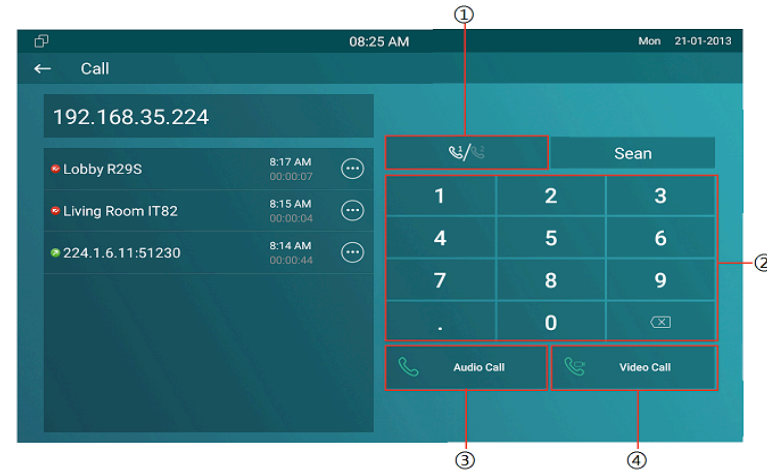 ①
08:25 AM Mon 21-01-2013
← Call
192.168.35.224
1/2 Sean
Lobby R29S 8:17 AM
00:00:07
Living Room IT82 8:15 AM
00:00:04
224.1.6.11:51230 8:14 AM
00:00:44
1 2 3
4 5 6
7 8 9
. 0
②
Audio Call Video Call
③ ④